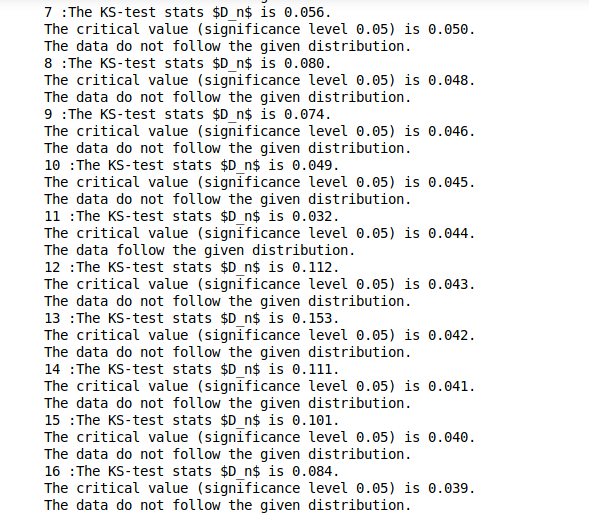 7 :The KS-test stats $D_n$ is 0.056.
The critical value (significance level 0.05) is 0.050.
The data do not follow the given distribution.
8 :The KS-test stats $D_n$ is 0.080.
The critical value (significance level 0.05) is 0.048.
The data do not follow the given distribution.
9 :The KS-test stats $D_n$ is 0.074.
The critical value (significance level 0.05) is 0.046.
The data do not follow the given distribution.
10 :The KS-test stats $D_n$ is 0.049.
The critical value (significance level 0.05) is 0.045.
The data do not follow the given distribution.
11 :The KS-test stats $D_n$ is 0.032.
The critical value (significance level 0.05) is 0.044.
The data follow the given distribution.
12 :The KS-test stats $D_n$ is 0.112.
The critical value (significance level 0.05) is 0.043.
The data do not follow the given distribution.
13 :The KS-test stats $D_n$ is 0.153.
The critical value (significance level 0.05) is 0.042.
The data do not follow the given distribution.
14 :The KS-test stats $D_n$ is 0.111.
The critical value (significance level 0.05) is 0.041.
The data do not follow the given distribution.
15 :The KS-test stats $D_n$ is 0.101.
The critical value (significance level 0.05) is 0.040.
The data do not follow the given distribution.
16 :The KS-test stats $D_n$ is 0.084.
The critical value (significance level 0.05) is 0.039.
The data do not follow the given distribution.